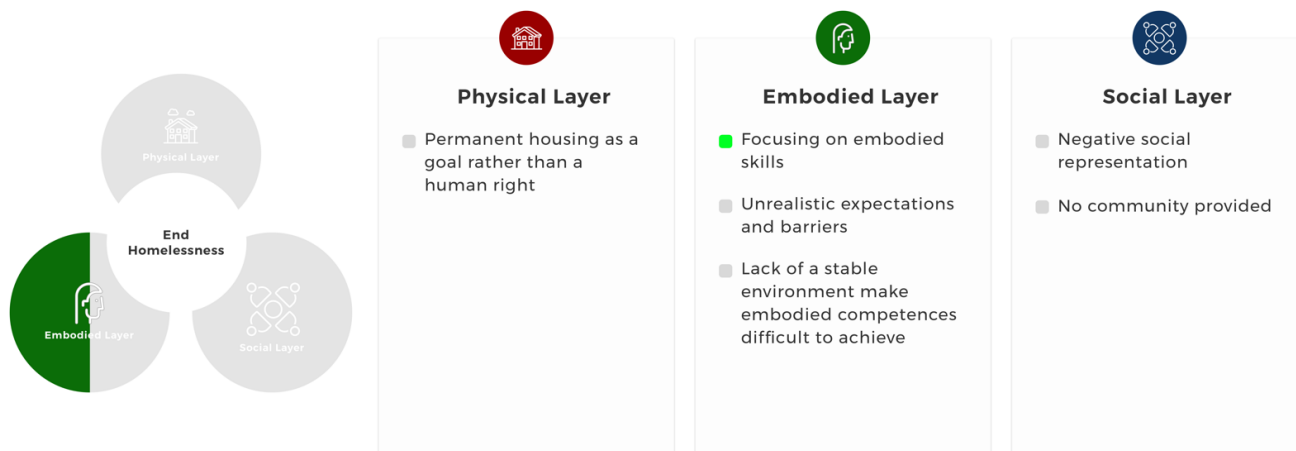 Physical Layer
End
Homelessness
Embodied Layer
Social Layer
Physical Layer
Permanent housing as a
goal rather than a
human right
Embodied Layer
Focusing on embodied
skills
Unrealistic expectations
and barriers
Lack of a stable
environment make
embodied competences
difficult to achieve
Social Layer
Negative social
representation
No community provided